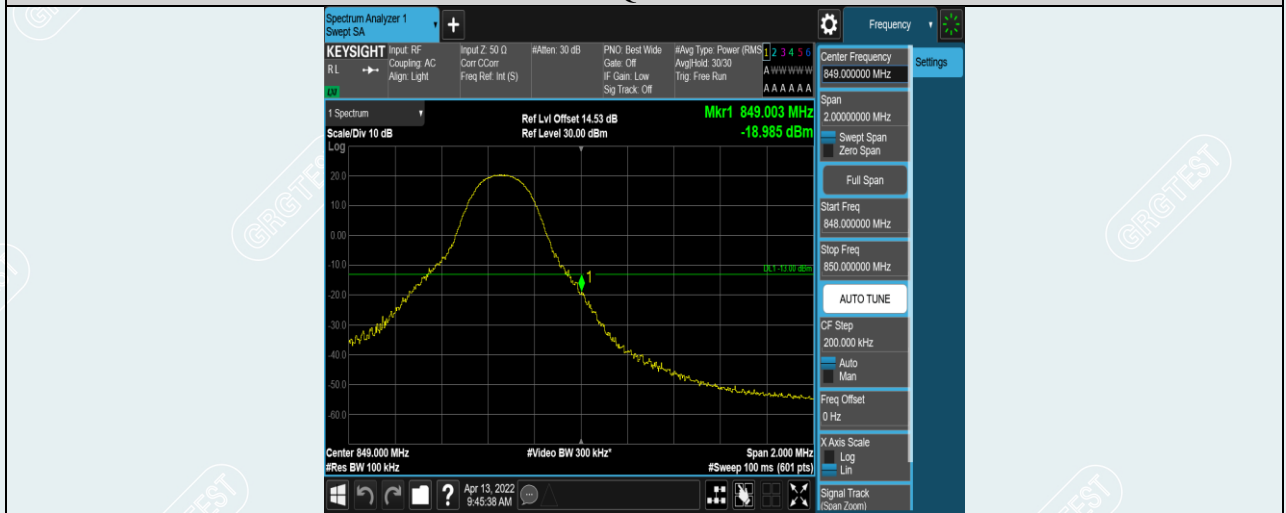 Spectrum Analyzer 1
Swept SA
+
Frequency
KEYSIGHT
Input: RF
Input Z: 50 Ω
#Atten: 30 dB
PNO: Best Wide
#Avg Type: Power (RMS
1 2 3 4 5 6
RL
Coupling: AC
Corr CCorr
Gate: Off
Avg|Hold: 30/30
Align: Light
Freq Ref: Int (S)
IF Gain: Low
Trig: Free Run
A WW WW W
Sig Track: Off
A A A A A A
Center Frequency
849.000000 MHz
Settings
1 Spectrum
Ref Lvl Offset 14.53 dB
Mkr1 849.003 MHz
Scale/Div 10 dB
Ref Level 30.00 dBm
-18.985 dBm
Log
20.0
10.0
0.00
-10.0
-20.0
-30.0
-40.0
-50.0
-60.0
DL1 -13.00 dBm
1
Center 849.000 MHz
#Video BW 300 kHz*
Span 2.000 MHz
#Res BW 100 kHz
#Sweep 100 ms (601 pts)
Span
2.00000000 MHz
Swept Span
Zero Span
Full Span
Start Freq
848.000000 MHz
Stop Freq
850.000000 MHz
AUTO TUNE
CF Step
200.000 kHz
Auto
Man
Freq Offset
0 Hz
X Axis Scale
Log
Lin
Signal Track
(Span Zoom)
?
Apr 13, 2022
9:45:38 AM
GRGTEST
GRGTEST